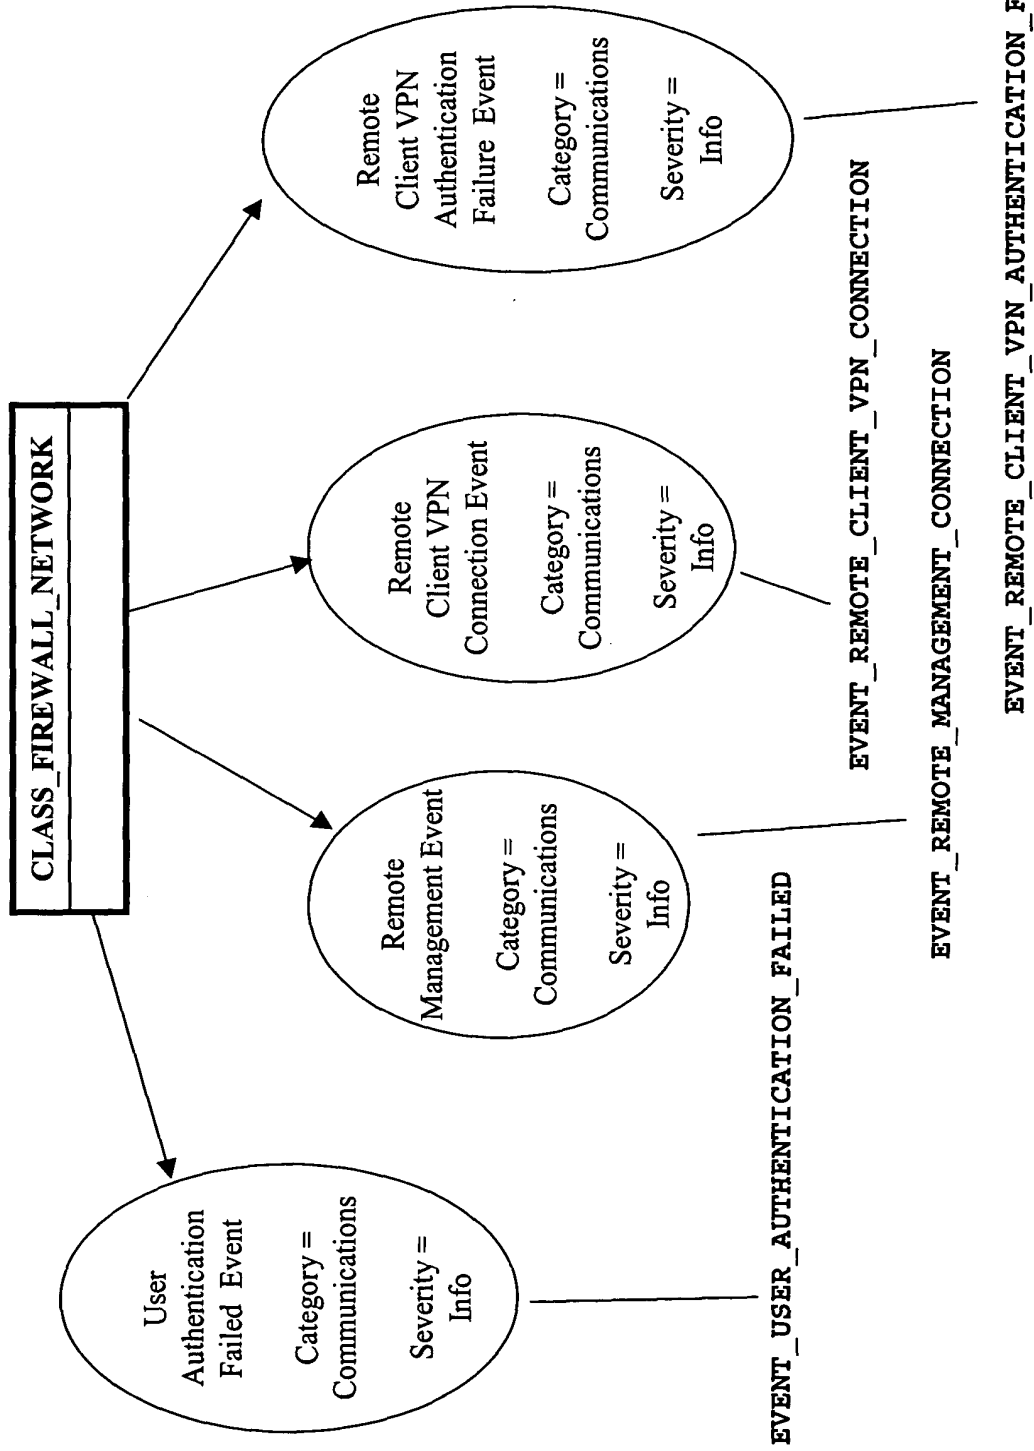 CLASS_FIREWALL_NETWORK
User
Authentication
Failed Event
Category =
Communications
Severity =
Info
Remote
Management Event
Category =
Communications
Severity =
Info
Remote
Client VPN
Connection Event
Category =
Communications
Severity =
Info
Remote
Client VPN
Authentication
Failure Event
Category =
Communications
Severity =
Info
EVENT_USER_AUTHENTICATION_FAILED
EVENT_REMOTE_CLIENT_VPN_CONNECTION
EVENT_REMOTE_MANAGEMENT_CONNECTION
EVENT_REMOTE_CLIENT_VPN_AUTHENTICATION_F